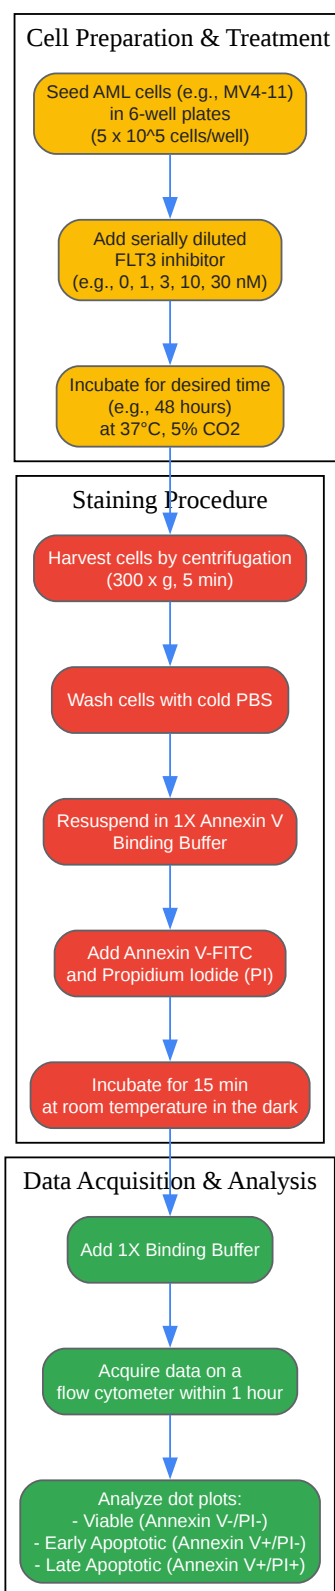 Cell Preparation & Treatment
Seed AML cells (e.g., MV4-11)
in 6-well plates
(5 x 10^5 cells/well)
Add serially diluted
FLT3 inhibitor
(e.g., 0, 1, 3, 10, 30 nM)
Incubate for desired time
(e.g., 48 hours)
at 37°C, 5% CO2
Staining Procedure
Harvest cells by centrifugation
(300 x g, 5 min)
Wash cells with cold PBS
Resuspend in 1X Annexin V
Binding Buffer
Add Annexin V-FITC
and Propidium Iodide (PI)
Incubate for 15 min
at room temperature in the dark
Data Acquisition & Analysis
Add 1X Binding Buffer
Acquire data on a
flow cytometer within 1 hour
Analyze dot plots:
- Viable (Annexin V-/PI-)
- Early Apoptotic (Annexin V+/PI-)
- Late Apoptotic (Annexin V+/PI+)